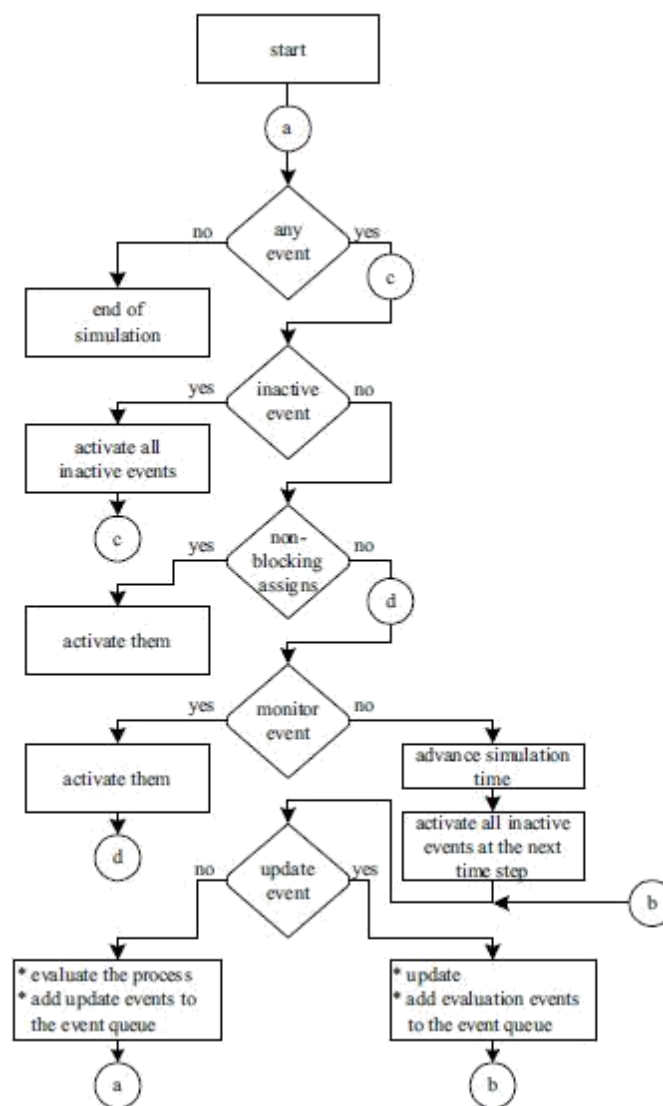 start
a
any
event
no
yes
c
end of
simulation
inactive
event
yes
no
activate all
inactive events
c
non-
blocking
assigns
yes
no
d
activate them
monitor
event
yes
no
activate them
d
advance simulation
time
activate all inactive
events at the next
time step
b
update
event
no
yes
* evaluate the process
* add update events to
the event queue
a
* update
* add evaluation events
to the event queue
b